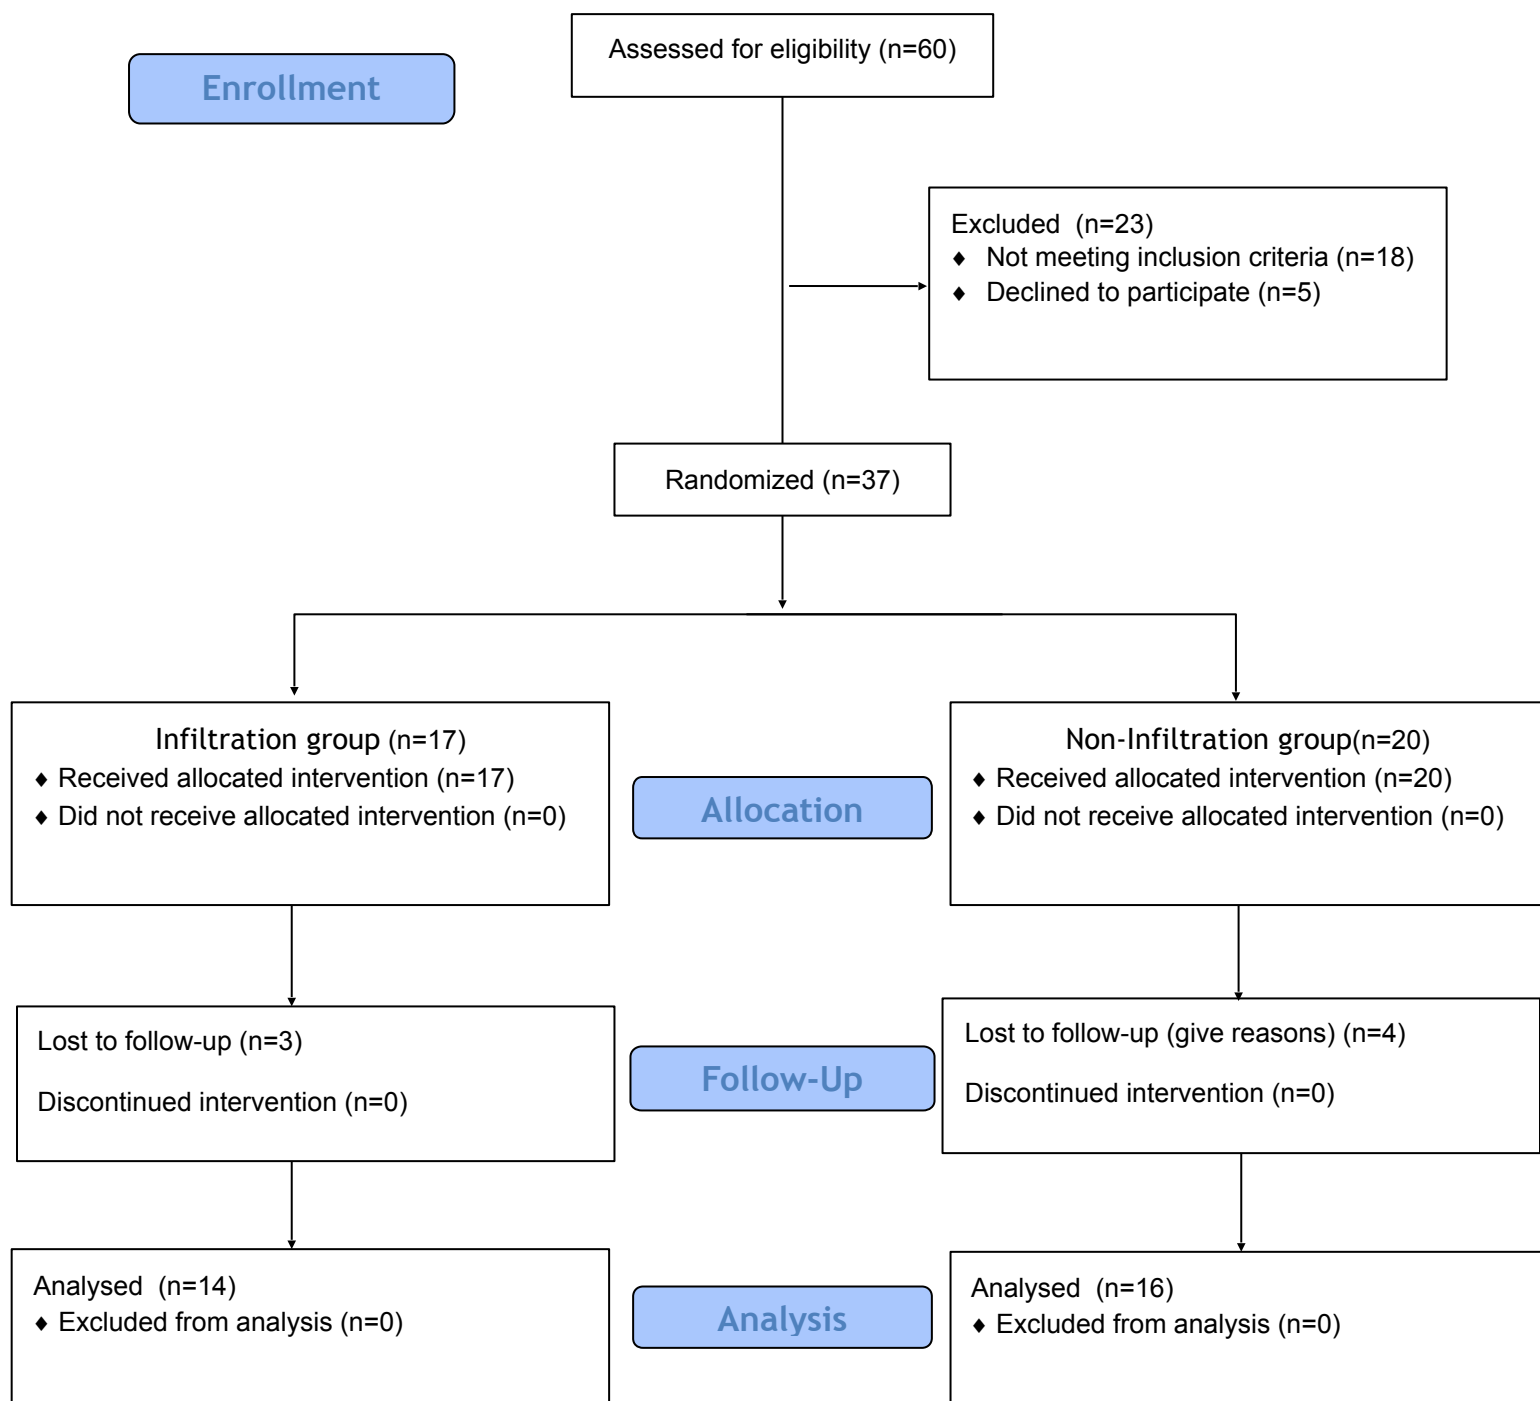 Assessed for eligibility (n=60)
Enrollment
Excluded (n=23)
♦ Not meeting inclusion criteria (n=18)
♦ Declined to participate (n=5)
Randomized (n=37)
Infiltration group (n=17)
♦ Received allocated intervention (n=17)
♦ Did not receive allocated intervention (n=0)
Allocation
Non-Infiltration group(n=20)
♦ Received allocated intervention (n=20)
♦ Did not receive allocated intervention (n=0)
Lost to follow-up (n=3)
Discontinued intervention (n=0)
Follow-Up
Lost to follow-up (give reasons) (n=4)
Discontinued intervention (n=0)
Analysed (n=14)
♦ Excluded from analysis (n=0)
Analysis
Analysed (n=16)
♦ Excluded from analysis (n=0)